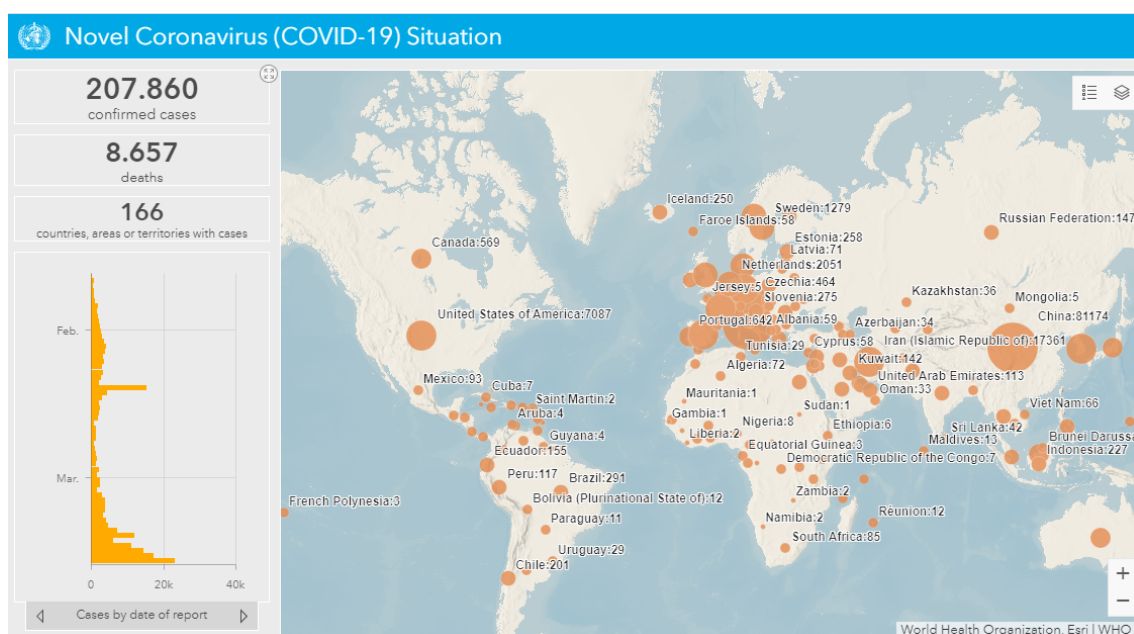 Novel Coronavirus (COVID-19) Situation
207.860
confirmed cases
8.657
deaths
166
countries, areas or territories with cases
Feb.
Mar.
0 20k 40k
Cases by date of report
Iceland:250
Sweden:1279
Faroe Islands:58
Russian Federation:147
Canada:569
Estonia:258
Latvia:71
Netherlands:2051
Jersey:5
Czechia:464
Slovenia:275
Kazakhstan:36
Mongolia:5
United States of America:7087
Portugal:642
Albania:59
Azerbaijan:34
China:81174
Tunisia:29
Cyprus:58
Iran (Islamic Republic of):17361
Algeria:72
Kuwait:142
Mexico:93
Cuba:7
Mauritania:1
United Arab Emirates:113
Oman:33
Saint Martin:2
Aruba:4
Gambia:1
Nigeria:8
Sudan:1
Ethiopia:6
Viet Nam:66
Guyana:4
Liberia:2
Sri Lanka:42
Brunei Daruss
Ecuador:155
Equatorial Guinea:3
Maldives:13
Indonesia:227
Democratic Republic of the Congo:7
Peru:117
Brazil:291
French Polynesia:3
Bolivia (Plurinational State of):12
Zambia:2
Paraguay:11
Namibia:2
Réunion:12
South Africa:85
Uruguay:29
Chile:201
World Health Organization, Esri | WHO